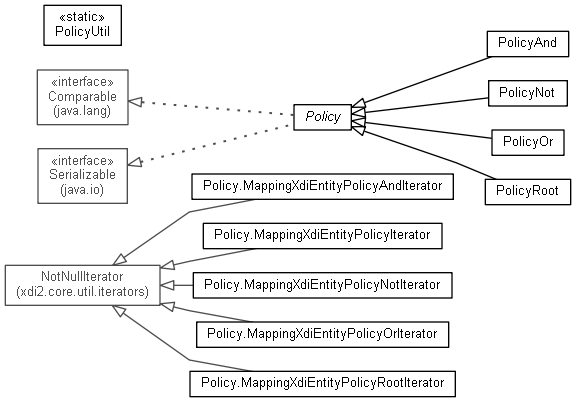 «static»
PolicyUtil
«interface»
Comparable
(java.lang)
«interface»
Serializable
(java.io)
Policy
PolicyAnd
PolicyNot
PolicyOr
PolicyRoot
Policy.MappingXdiEntityPolicyAndIterator
Policy.MappingXdiEntityPolicyIterator
NotNullIterator
(xdi2.core.util.iterators)
Policy.MappingXdiEntityPolicyNotIterator
Policy.MappingXdiEntityPolicyOrIterator
Policy.MappingXdiEntityPolicyRootIterator